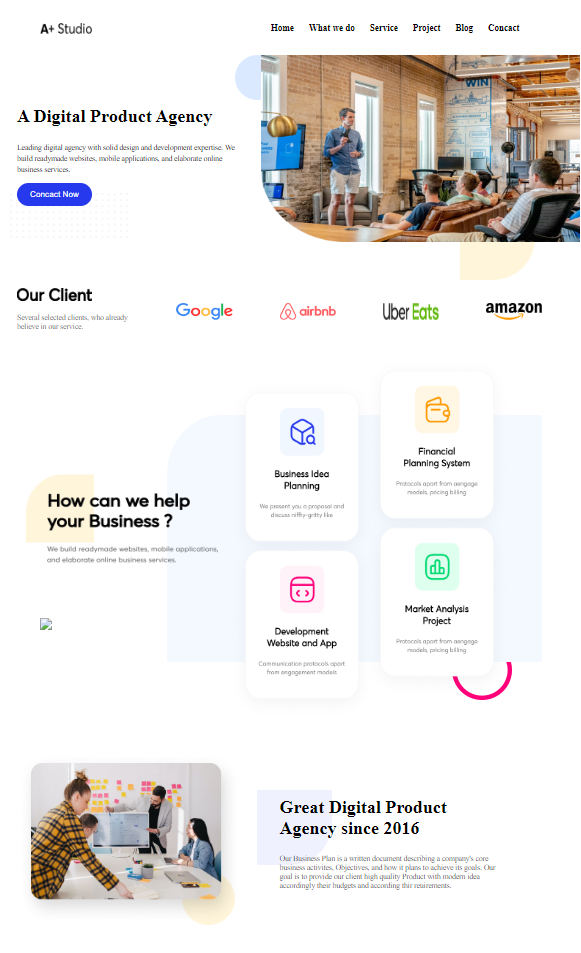 A+ Studio
Home What we do Service Project Blog Concact
WIN
A Digital Product Agency
Leading digital agency with solid design and development expertise. We
build readymade websites, mobile applications, and elaborate online
business services.
Concact Now
Our Client
Several selected clients, who already
believe in our service.
Google
airbnb
Uber Eats
amazon
How can we help
your Business ?
We build readymade websites, mobile applications,
and elaborate online business services.
Business Idea
Planning
We present you a proposal and
discuss niffty-gritty like
Financial
Planning System
Protocols apart from aengage
models, pricing billing
Development
Website and App
Communication protocols apart
from engagement models
Market Analysis
Project
Protocols apart from aengage
models, pricing billing
Great Digital Product
Agency since 2016
Our Business Plan is a written document describing a company's core
business activites, Objectives, and how it plans to achieve its goals. Our
goal is to provide our client high quality Product with modern idea
accordingly their budgets and according thir reuirements.